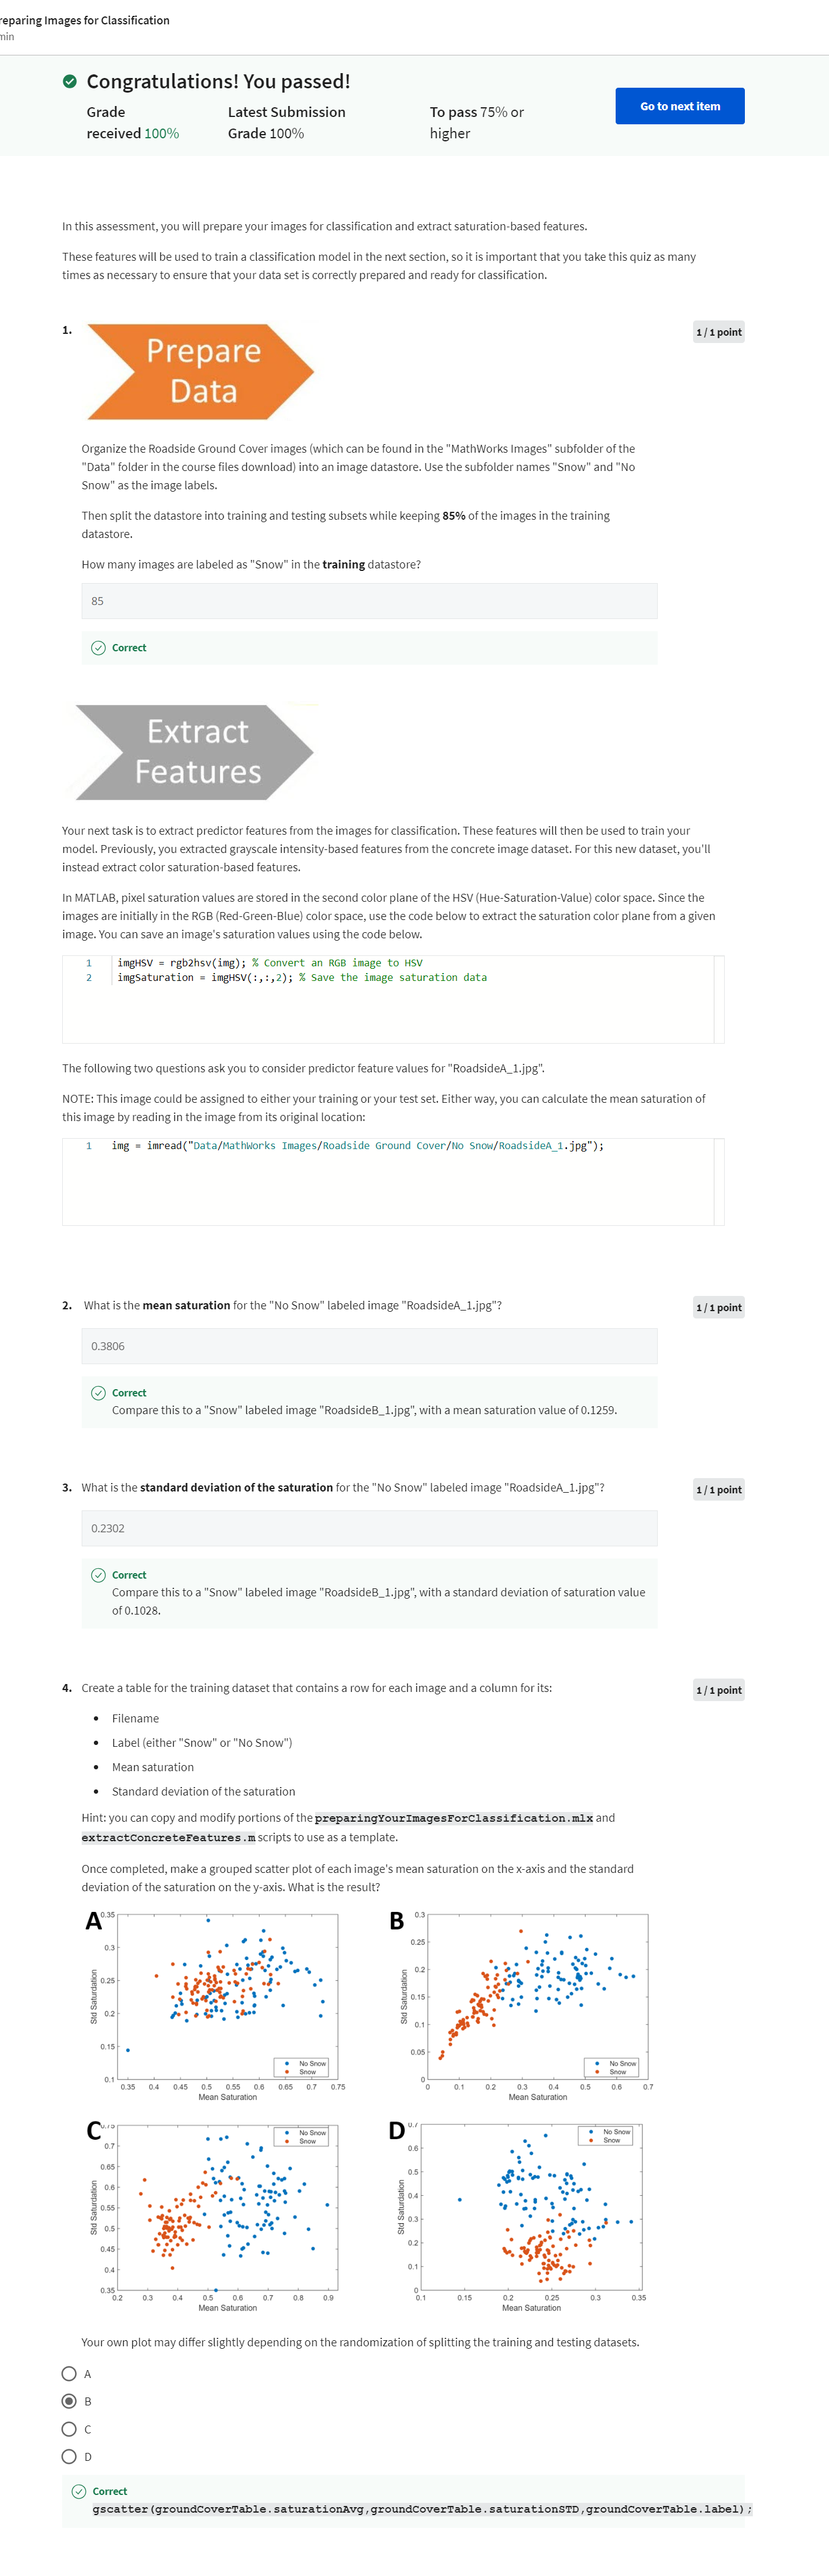 reparing Images for Classification
min
Congratulations! You passed!
Grade
received 100%
Latest Submission
Grade 100%
To pass 75% or
higher
Go to next item
In this assessment, you will prepare your images for classification and extract saturation-based features.
These features will be used to train a classification model in the next section, so it is important that you take this quiz as many
times as necessary to ensure that your data set is correctly prepared and ready for classification.
1.
1 / 1 point
Prepare
Data
Organize the Roadside Ground Cover images (which can be found in the "MathWorks Images" subfolder of the
"Data" folder in the course files download) into an image datastore. Use the subfolder names "Snow" and "No
Snow" as the image labels.
Then split the datastore into training and testing subsets while keeping 85% of the images in the training
datastore.
How many images are labeled as "Snow" in the training datastore?
85
Correct
Extract
Features
Your next task is to extract predictor features from the images for classification. These features will then be used to train your
model. Previously, you extracted grayscale intensity-based features from the concrete image dataset. For this new dataset, you'll
instead extract color saturation-based features.
In MATLAB, pixel saturation values are stored in the second color plane of the HSV (Hue-Saturation-Value) color space. Since the
images are initially in the RGB (Red-Green-Blue) color space, use the code below to extract the saturation color plane from a given
image. You can save an image's saturation values using the code below.
1 imgHSV = rgb2hsv(img); % Convert an RGB image to HSV
2 imgSaturation = imgHSV(:,:,2); % Save the image saturation data
The following two questions ask you to consider predictor feature values for "RoadsideA_1.jpg".
NOTE: This image could be assigned to either your training or your test set. Either way, you can calculate the mean saturation of
this image by reading in the image from its original location:
1 img = imread("Data/MathWorks Images/Roadside Ground Cover/No Snow/RoadsideA_1.jpg");
2. What is the mean saturation for the "No Snow" labeled image "RoadsideA_1.jpg"?
1 / 1 point
0.3806
Correct
Compare this to a "Snow" labeled image "RoadsideB_1.jpg", with a mean saturation value of 0.1259.
3. What is the standard deviation of the saturation for the "No Snow" labeled image "RoadsideA_1.jpg"?
1 / 1 point
0.2302
Correct
Compare this to a "Snow" labeled image "RoadsideB_1.jpg", with a standard deviation of saturation value
of 0.1028.
4. Create a table for the training dataset that contains a row for each image and a column for its:
1 / 1 point
• Filename
• Label (either "Snow" or "No Snow")
• Mean saturation
• Standard deviation of the saturation
Hint: you can copy and modify portions of the preparingYourImagesForClassification.mlx and
extractConcreteFeatures.m scripts to use as a template.
Once completed, make a grouped scatter plot of each image's mean saturation on the x-axis and the standard
deviation of the saturation on the y-axis. What is the result?
A
0.35
0.3
0.25
0.2
0.15
0.1
Std Saturdation
No Snow
Snow
0.35 0.4 0.45 0.5 0.55 0.6 0.65 0.7 0.75
Mean Saturation
B
0.3
0.25
0.2
0.15
0.1
0.05
0
Std Saturdation
No Snow
Snow
0 0.1 0.2 0.3 0.4 0.5 0.6 0.7
Mean Saturation
C
0.75
0.7
0.65
0.6
0.55
0.5
0.45
0.4
0.35
Std Saturdation
No Snow
Snow
0.2 0.3 0.4 0.5 0.6 0.7 0.8 0.9
Mean Saturation
D
0.7
0.6
0.5
0.4
0.3
0.2
0.1
0
Std Saturdation
No Snow
Snow
0.1 0.15 0.2 0.25 0.3 0.35
Mean Saturation
Your own plot may differ slightly depending on the randomization of splitting the training and testing datasets.
A
B
C
D
Correct
gscatter(groundCoverTable.saturationAvg,groundCoverTable.saturationSTD,groundCoverTable.label);